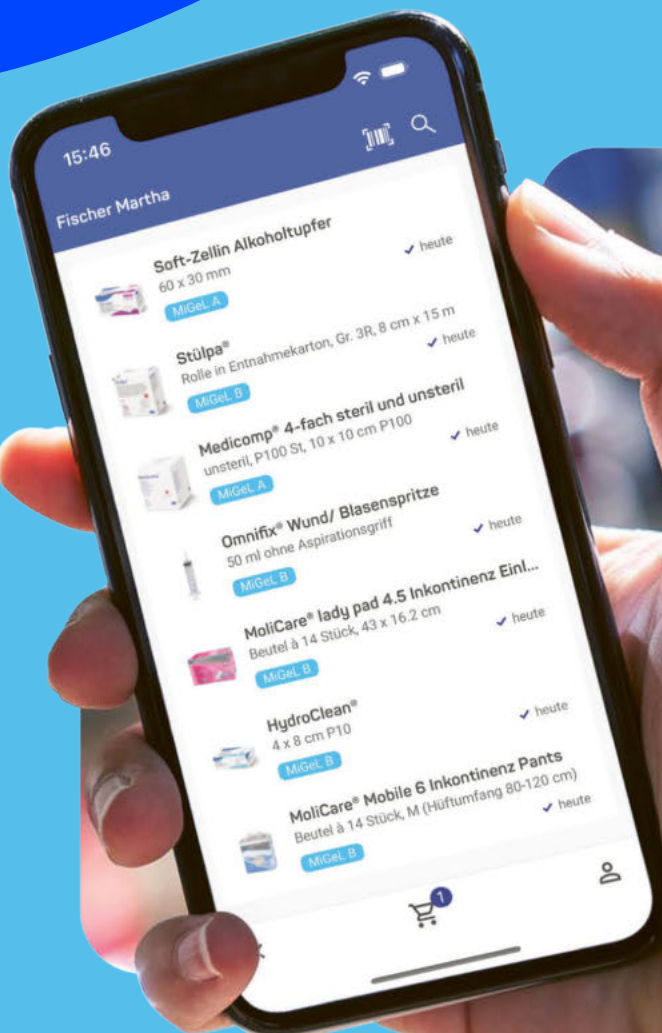 15:46
Fischer Martha
Soft-Zellin Alkoholtupfer
60 x 30 mm
heute
MiGeL A
Stülpa®
Rolle in Entnahmekarton, Gr. 3R, 8 cm x 15 m
heute
MiGeL B
Medicomp® 4-fach steril und unsteril
unsteril, P100 St, 10 x 10 cm P100
heute
MiGeL A
Omnifix® Wund/ Blasenspritze
50 ml ohne Aspirationsgriff
heute
MiGeL B
MoliCare® lady pad 4.5 Inkontinenz Einl...
Beutel à 14 Stück, 43 x 16.2 cm
heute
MiGeL B
HydroClean®
4 x 8 cm P10
heute
MiGeL B
MoliCare® Mobile 6 Inkontinenz Pants
Beutel à 14 Stück, M (Hüftumfang 80-120 cm)
heute
MiGeL B
1